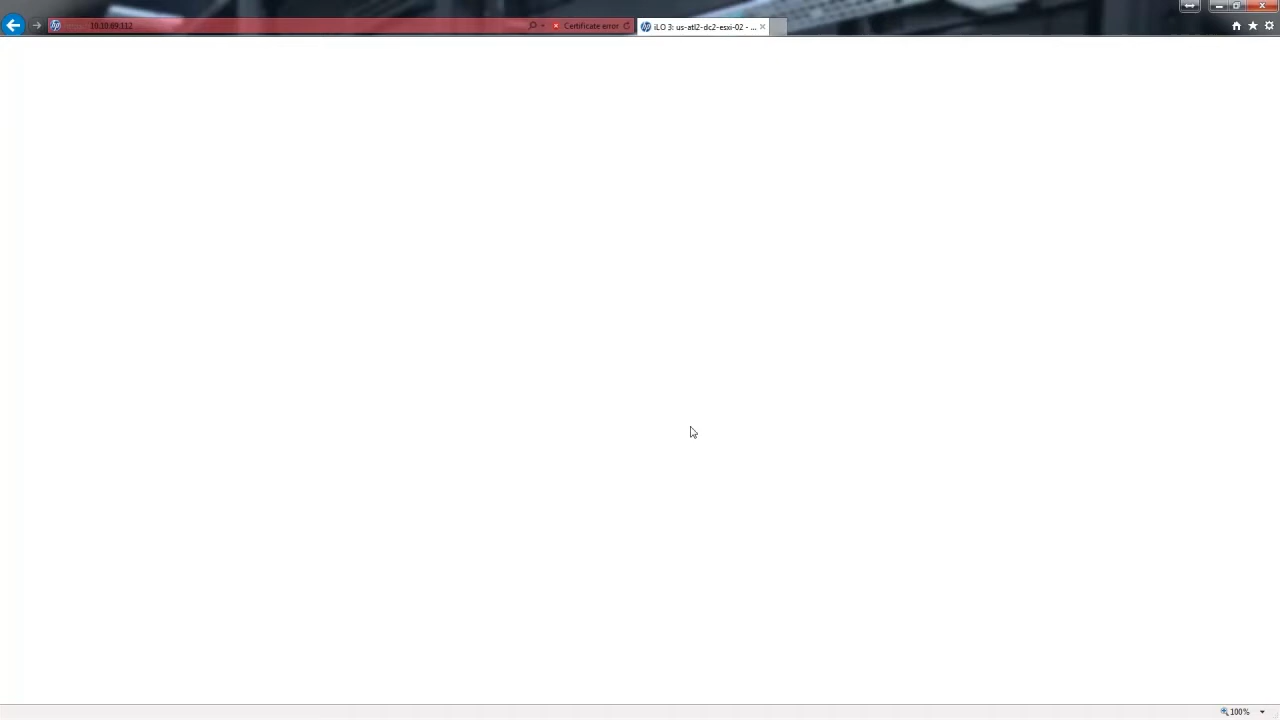 10.10.69.112
Certificate error
iLO 3: us-atl2-dc2-esxi-02 - ...
100%